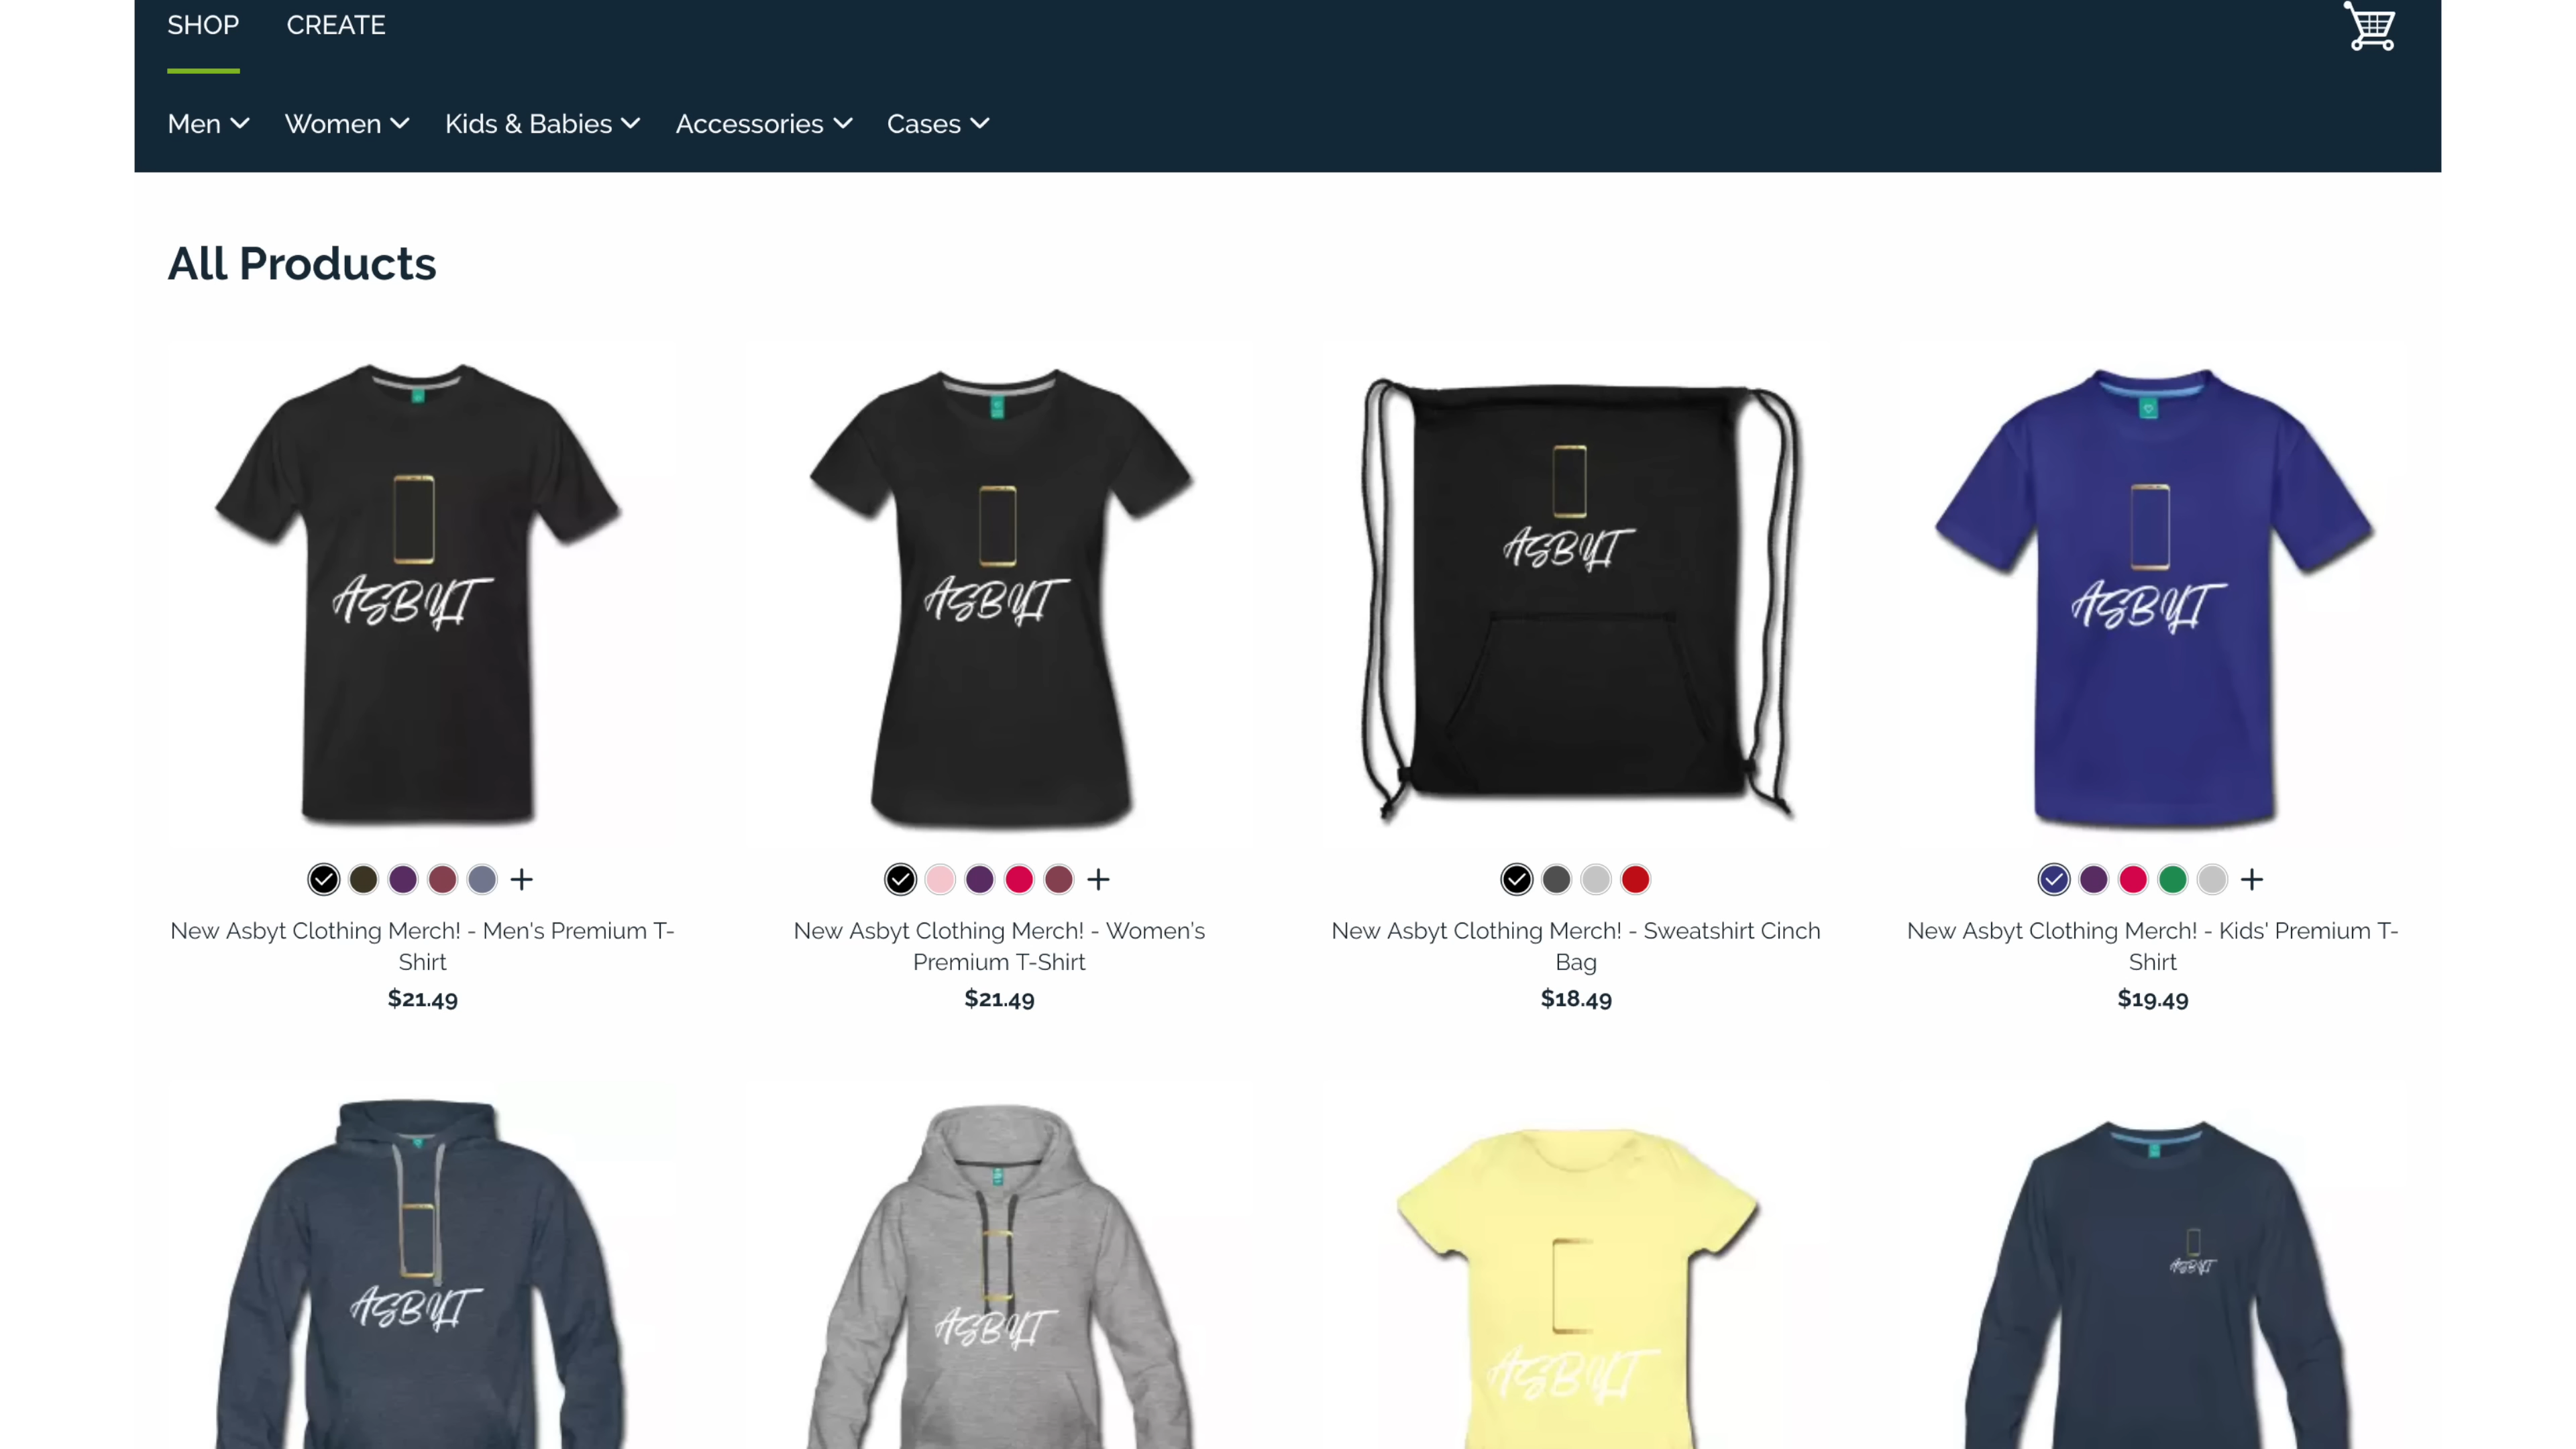 SHOP CREATE
Men Women Kids & Babies Accessories Cases
All Products
ASBYT
ASBYT
ASBYT
ASBYT
New Asbyt Clothing Merch! - Men's Premium T-
Shirt
$21.49
New Asbyt Clothing Merch! - Women's
Premium T-Shirt
$21.49
New Asbyt Clothing Merch! - Sweatshirt Cinch
Bag
$18.49
New Asbyt Clothing Merch! - Kids' Premium T-
Shirt
$19.49
ASBYT
ASBYT
ASBYT
ASBYT